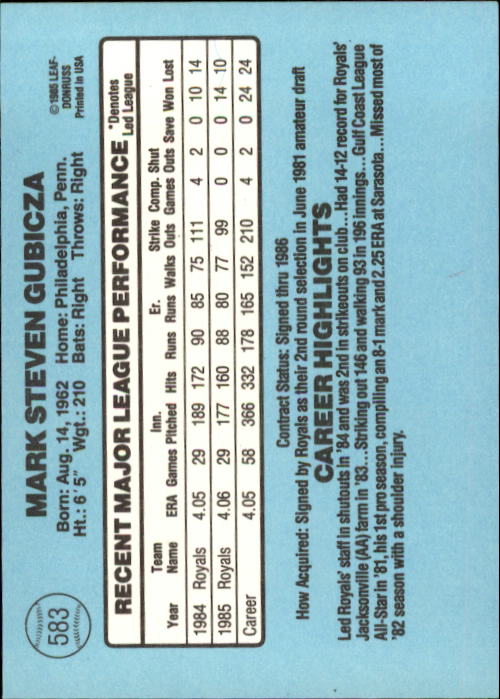 583
MARK STEVEN GUBICZA
©1985 LEAF-
DONRUSS
Printed in USA
Born: Aug. 14, 1962 Home: Philadelphia, Penn.
Ht.: 6'5" Wgt.: 210 Bats: Right Throws: Right
RECENT MAJOR LEAGUE PERFORMANCE *Denotes
Led League
Team Inn. Er. Strike Comp. Shut
Year Name ERA Games Pitched Hits Runs Runs Walks Outs Games Outs Save Won Lost
1984 Royals 4.05 29 189 172 90 85 75 111 4 2 0 10 14
1985 Royals 4.06 29 177 160 88 80 77 99 0 0 0 14 10
Career 4.05 58 366 332 178 165 152 210 4 2 0 24 24
Contract Status: Signed thru 1986
How Acquired: Signed by Royals as their 2nd round selection in June 1981 amateur draft
CAREER HIGHLIGHTS
Led Royals' staff in shutouts in '84 and was 2nd in strikeouts on club...Had 14-12 record for Royals'
Jacksonville (AA) farm in '83...Striking out 146 and walking 93 in 196 innings...Gulf Coast League
All-Star in '81, his 1st pro season, compiling an 8-1 mark and 2.25 ERA at Sarasota...Missed most of
'82 season with a shoulder injury.